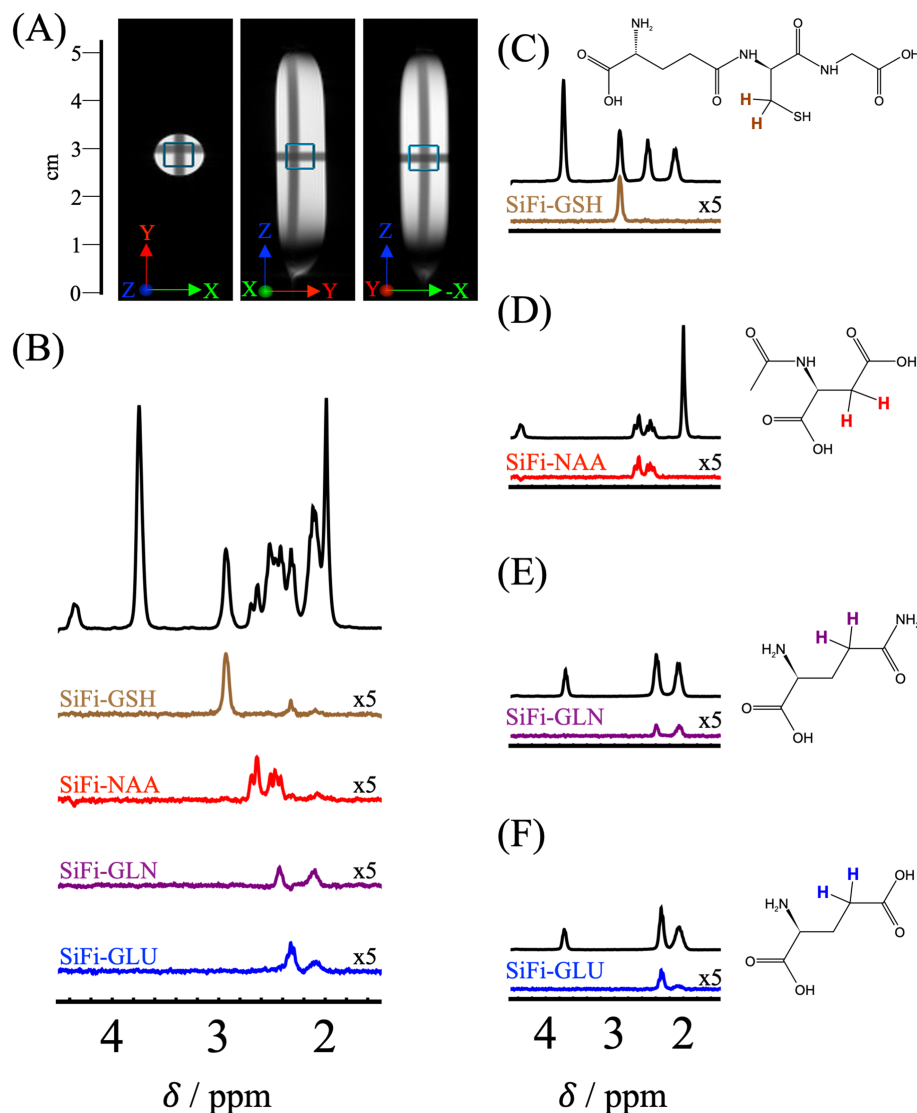 (A)
5
4
3
2
1
0
cm
Y
Z
X
Z
X
Y
Z
Y
-X
(B)
SiFi-GSH
x5
SiFi-NAA
x5
SiFi-GLN
x5
SiFi-GLU
x5
4
3
2
δ / ppm
(C)
NH₂
O
OH
O
NH
O
NH
O
OH
H
H
SH
SiFi-GSH
x5
(D)
O
NH
O
OH
O
OH
H
H
SiFi-NAA
x5
(E)
H
H
NH₂
H₂N
O
O
OH
SiFi-GLN
x5
(F)
H
H
OH
H₂N
O
O
OH
SiFi-GLU
x5
4
3
2
δ / ppm